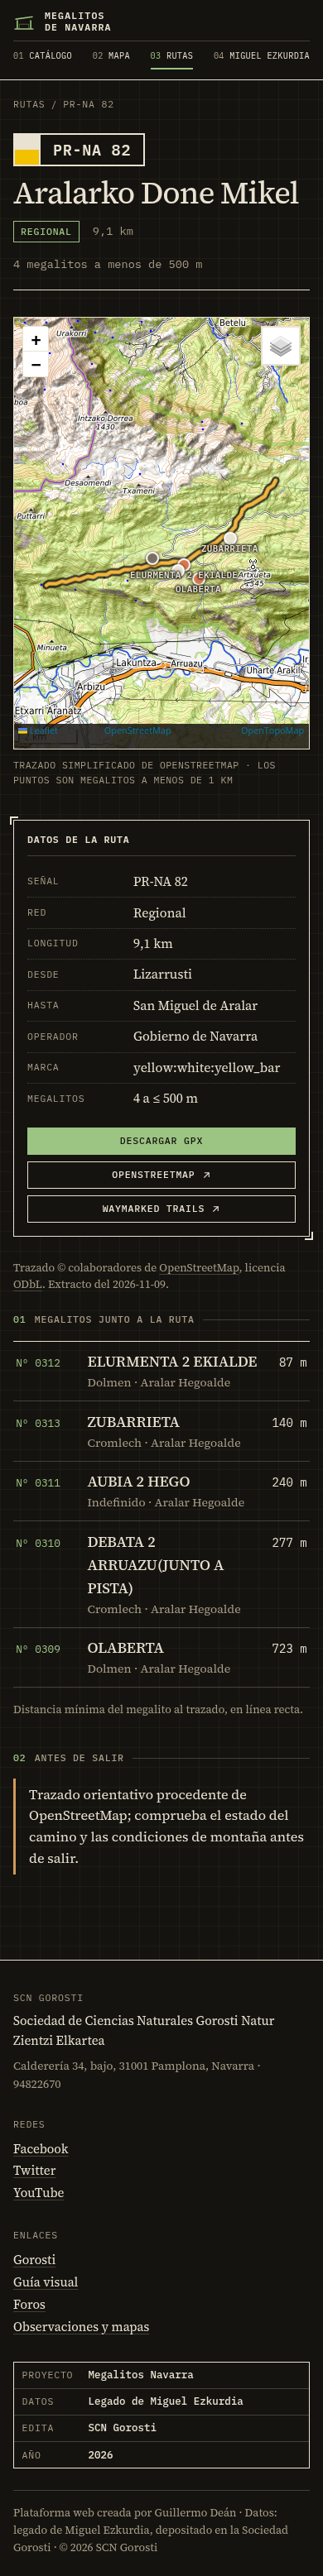 MEGALITOS
DE NAVARRA
01 CATÁLOGO 02 MAPA 03 RUTAS 04 MIGUEL EZKURDIA
RUTAS / PR-NA 82
PR-NA 82
Aralarko Done Mikel
REGIONAL 9,1 km
4 megalitos a menos de 500 m
Betelu
+
Urakorri
−
boa
Intzako Dorrea
1430
Desaomendi
Txameni
Puttarri
ZUBARRIETA
ELURMENTA 2 EKIALDE
Artxueta
1345
OLABERTA
Minueta
Lakuntza
Arruazu
Uharte Arakil
Ir
Arbizu
Etxarri Aranatz
Leaflet OpenStreetMap OpenTopoMap
TRAZADO SIMPLIFICADO DE OPENSTREETMAP · LOS
PUNTOS SON MEGALITOS A MENOS DE 1 KM
DATOS DE LA RUTA
SEÑAL PR-NA 82
RED Regional
LONGITUD 9,1 km
DESDE Lizarrusti
HASTA San Miguel de Aralar
OPERADOR Gobierno de Navarra
MARCA yellow:white:yellow_bar
MEGALITOS 4 a ≤ 500 m
DESCARGAR GPX
OPENSTREETMAP ↗
WAYMARKED TRAILS ↗
Trazado © colaboradores de OpenStreetMap, licencia
ODbL. Extracto del 2026-11-09.
01 MEGALITOS JUNTO A LA RUTA
Nº 0312 ELURMENTA 2 EKIALDE 87 m
Dolmen · Aralar Hegoalde
Nº 0313 ZUBARRIETA 140 m
Cromlech · Aralar Hegoalde
Nº 0311 AUBIA 2 HEGO 240 m
Indefinido · Aralar Hegoalde
Nº 0310 DEBATA 2 277 m
ARRUAZU(JUNTO A
PISTA)
Cromlech · Aralar Hegoalde
Nº 0309 OLABERTA 723 m
Dolmen · Aralar Hegoalde
Distancia mínima del megalito al trazado, en línea recta.
02 ANTES DE SALIR
Trazado orientativo procedente de
OpenStreetMap; comprueba el estado del
camino y las condiciones de montaña antes
de salir.
SCN GOROSTI
Sociedad de Ciencias Naturales Gorosti Natur
Zientzi Elkartea
Calderería 34, bajo, 31001 Pamplona, Navarra ·
94822670
REDES
Facebook
Twitter
YouTube
ENLACES
Gorosti
Guía visual
Foros
Observaciones y mapas
PROYECTO Megalitos Navarra
DATOS Legado de Miguel Ezkurdia
EDITA SCN Gorosti
AÑO 2026
Plataforma web creada por Guillermo Deán · Datos:
legado de Miguel Ezkurdia, depositado en la Sociedad
Gorosti · © 2026 SCN Gorosti